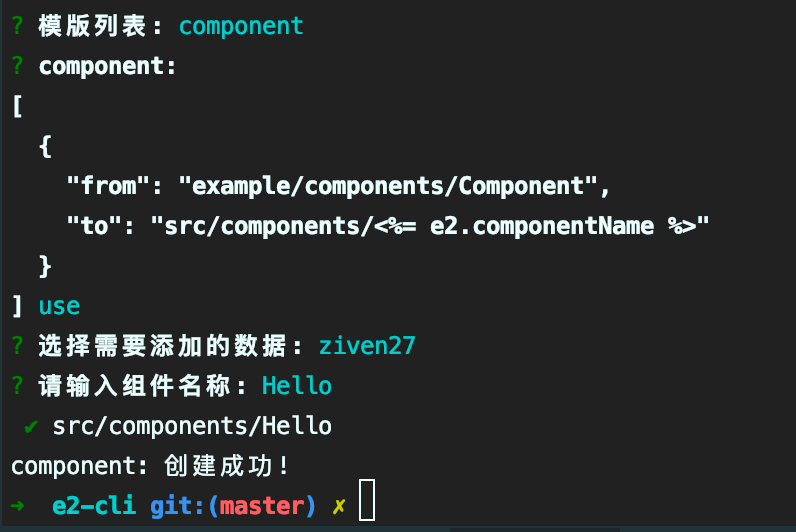 ? 模版列表: component
? component:
[
  {
    "from": "example/components/Component",
    "to": "src/components/<%= e2.componentName %>"
  }
] use
? 选择需要添加的数据: ziven27
? 请输入组件名称: Hello
 ✔ src/components/Hello
component: 创建成功!
➜  e2-cli git:(master) ✗